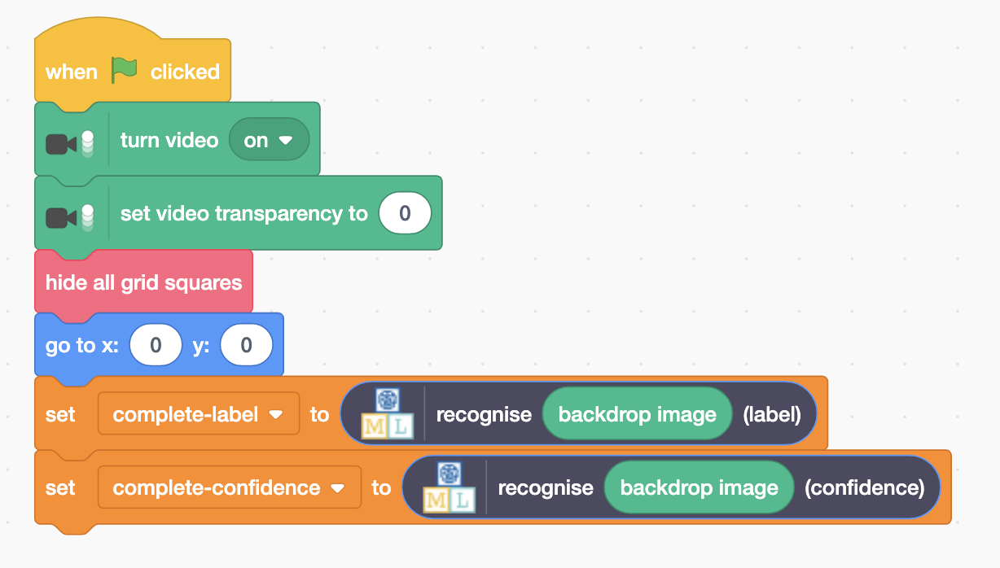 when clicked
turn video on
set video transparency to 0
hide all grid squares
go to x: 0 y: 0
set complete-label to ML recognise backdrop image (label)
set complete-confidence to ML recognise backdrop image (confidence)